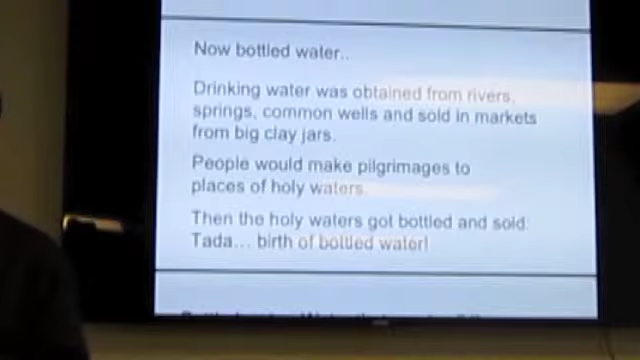 Now bottled water..
Drinking water was obtained from rivers,
springs, common wells and sold in markets
from big clay jars.
People would make pilgrimages to
places of holy waters.
Then the holy waters got bottled and sold.
Tada... birth of bottled water!